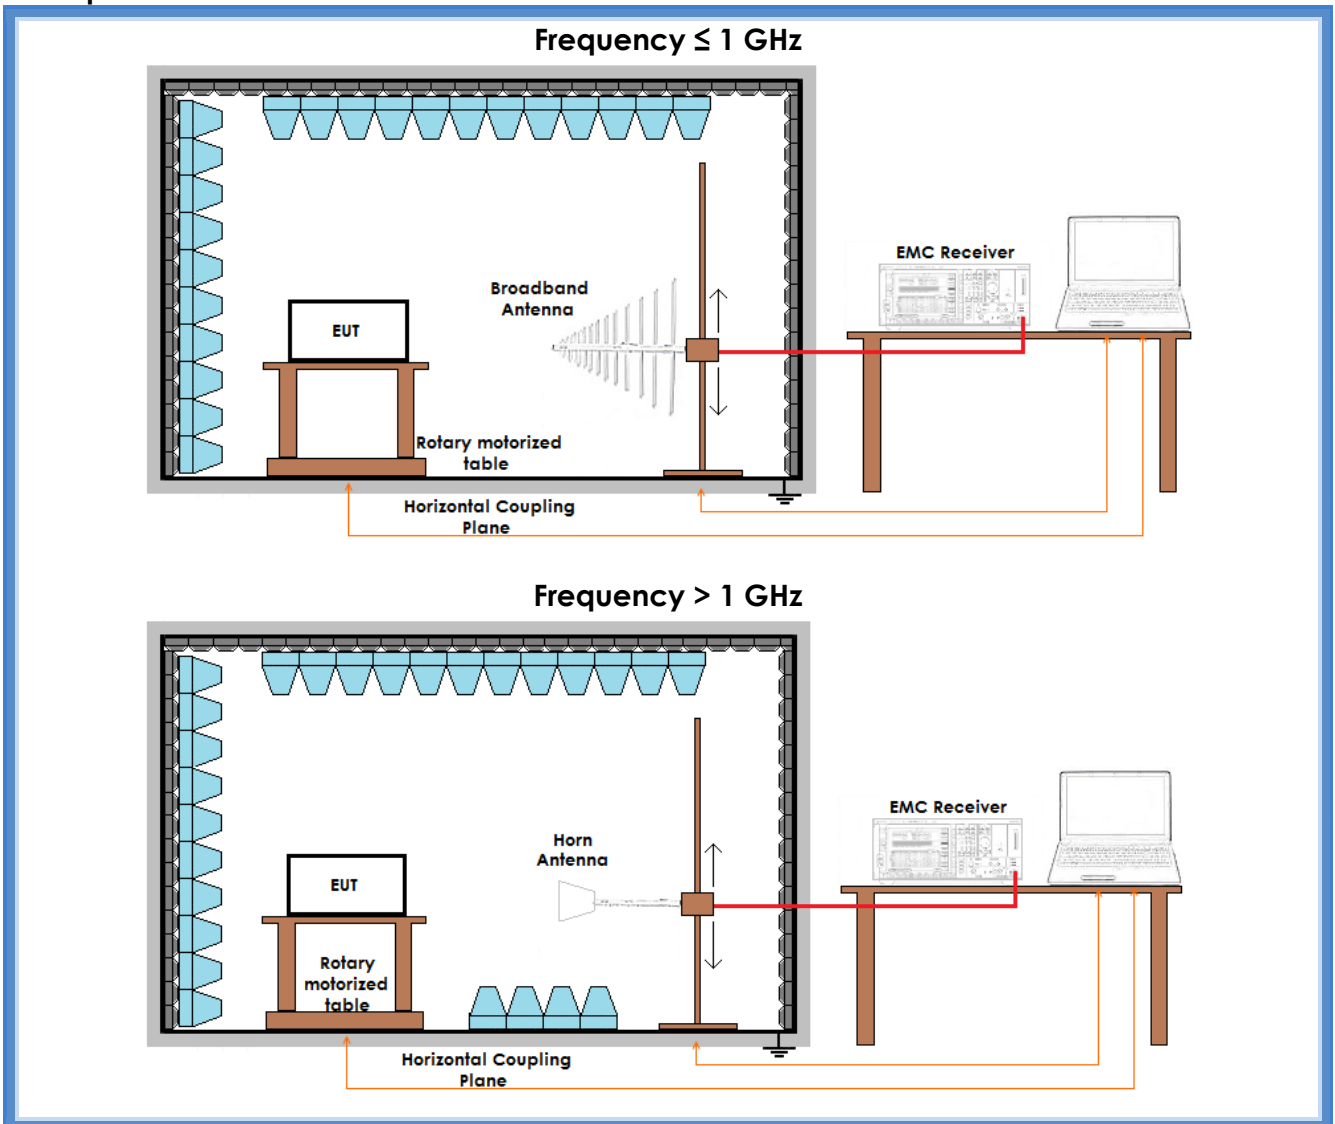 Frequency ≤ 1 GHz
EMC Receiver
Broadband
Antenna
EUT
Rotary motorized
table
Horizontal Coupling
Plane
Frequency > 1 GHz
EMC Receiver
Horn
Antenna
EUT
Rotary
motorized
table
Horizontal Coupling
Plane